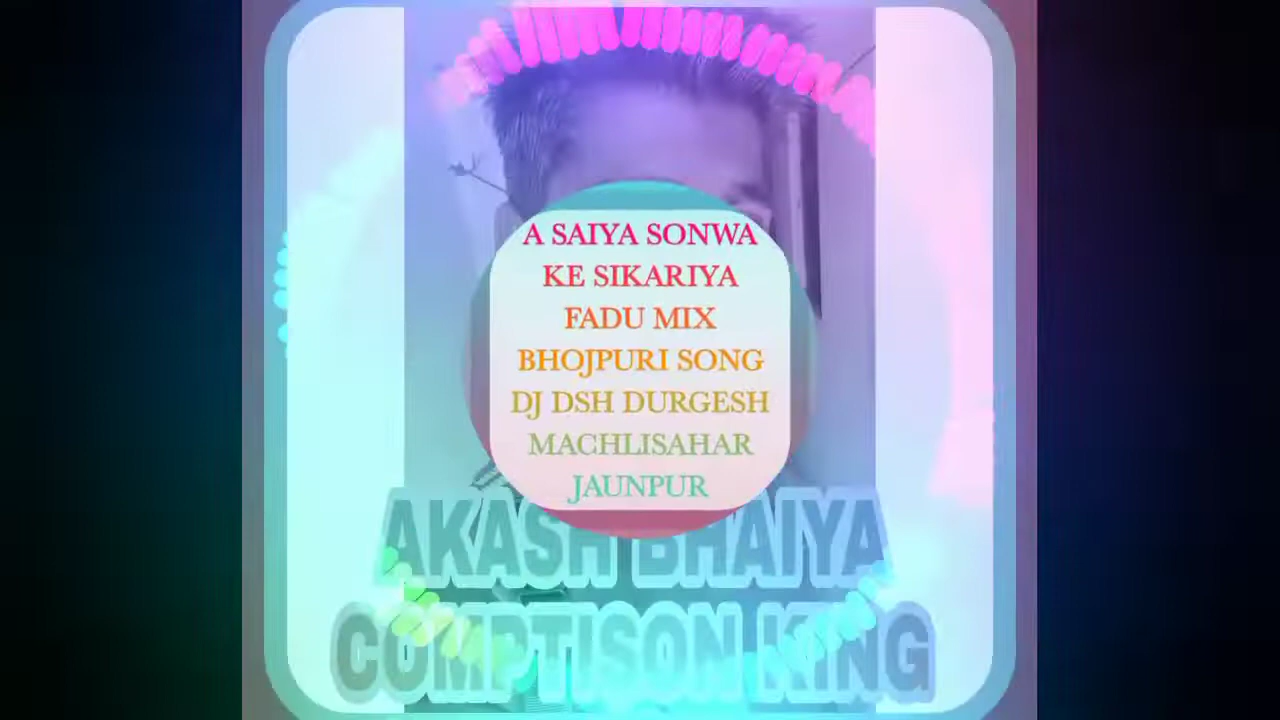 A SAIYA SONWA
KE SIKARIYA
FADU MIX
BHOJPURI SONG
DJ DSH DURGESH
MACHLISAHAR
JAUNPUR
AKASH BHAIYA
COMPTISON KING